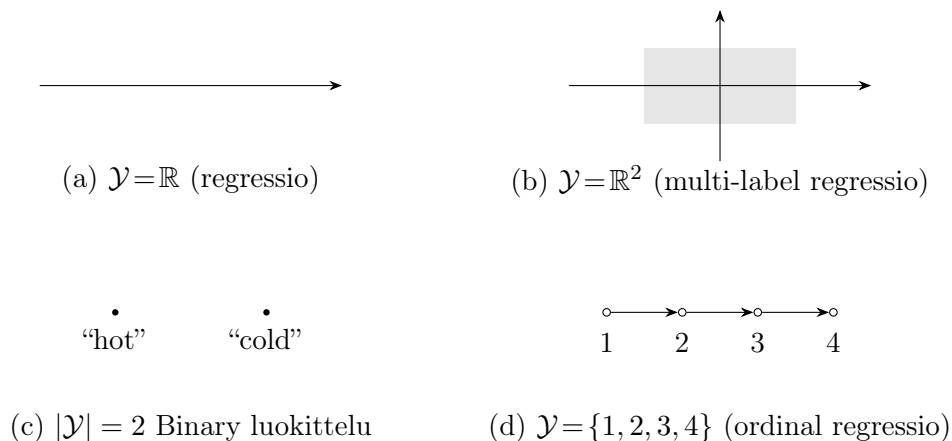 (a) 𝒴=ℝ (regressio)
(b) 𝒴=ℝ² (multi-label regressio)
“hot” “cold”
1 2 3 4
(c) |𝒴| = 2 Binary luokittelu
(d) 𝒴={1, 2, 3, 4} (ordinal regressio)